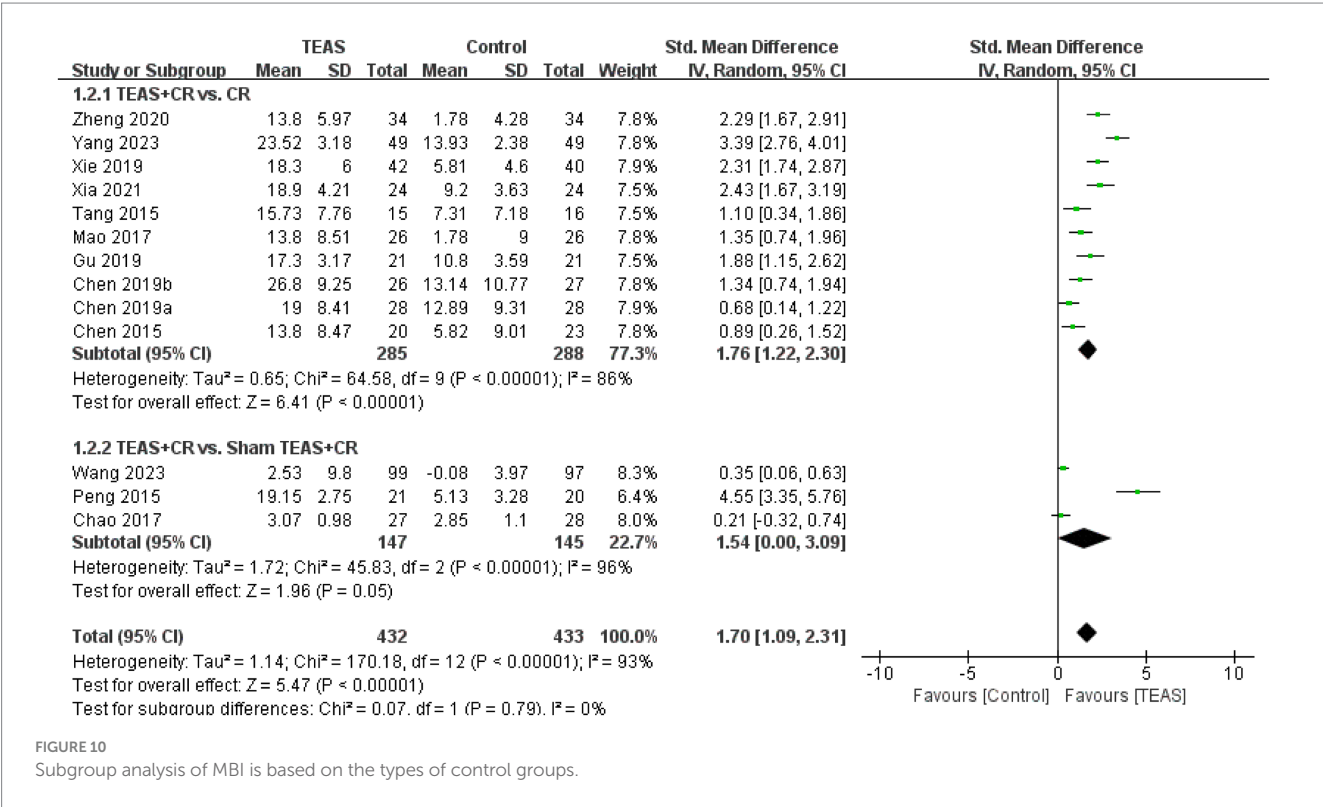 TEAS Control Std. Mean Difference Std. Mean Difference
Study or Subgroup Mean SD Total Mean SD Total Weight IV, Random, 95% CI IV, Random, 95% CI
1.2.1 TEAS+CR vs. CR
Zheng 2020 13.8 5.97 34 1.78 4.28 34 7.8% 2.29 [1.67, 2.91]
Yang 2023 23.52 3.18 49 13.93 2.38 49 7.8% 3.39 [2.76, 4.01]
Xie 2019 18.3 6 42 5.81 4.6 40 7.9% 2.31 [1.74, 2.87]
Xia 2021 18.9 4.21 24 9.2 3.63 24 7.5% 2.43 [1.67, 3.19]
Tang 2015 15.73 7.76 15 7.31 7.18 16 7.5% 1.10 [0.34, 1.86]
Mao 2017 13.8 8.51 26 1.78 9 26 7.8% 1.35 [0.74, 1.96]
Gu 2019 17.3 3.17 21 10.8 3.59 21 7.5% 1.88 [1.15, 2.62]
Chen 2019b 26.8 9.25 26 13.14 10.77 27 7.8% 1.34 [0.74, 1.94]
Chen 2019a 19 8.41 28 12.89 9.31 28 7.9% 0.68 [0.14, 1.22]
Chen 2015 13.8 8.47 20 5.82 9.01 23 7.8% 0.89 [0.26, 1.52]
Subtotal (95% CI) 285 288 77.3% 1.76 [1.22, 2.30]
Heterogeneity: Tau² = 0.65; Chi² = 64.58, df = 9 (P < 0.00001); I² = 86%
Test for overall effect: Z = 6.41 (P < 0.00001)
1.2.2 TEAS+CR vs. Sham TEAS+CR
Wang 2023 2.53 9.8 99 -0.08 3.97 97 8.3% 0.35 [0.06, 0.63]
Peng 2015 19.15 2.75 21 5.13 3.28 20 6.4% 4.55 [3.35, 5.76]
Chao 2017 3.07 0.98 27 2.85 1.1 28 8.0% 0.21 [-0.32, 0.74]
Subtotal (95% CI) 147 145 22.7% 1.54 [0.00, 3.09]
Heterogeneity: Tau² = 1.72; Chi² = 45.83, df = 2 (P < 0.00001); I² = 96%
Test for overall effect: Z = 1.96 (P = 0.05)
Total (95% CI) 432 433 100.0% 1.70 [1.09, 2.31]
Heterogeneity: Tau² = 1.14; Chi² = 170.18, df = 12 (P < 0.00001); I² = 93%
Test for overall effect: Z = 5.47 (P < 0.00001)
Test for subgroup differences: Chi² = 0.07, df = 1 (P = 0.79), I² = 0%
-10 -5 0 5 10
Favours [Control] Favours [TEAS]
FIGURE 10
Subgroup analysis of MBI is based on the types of control groups.